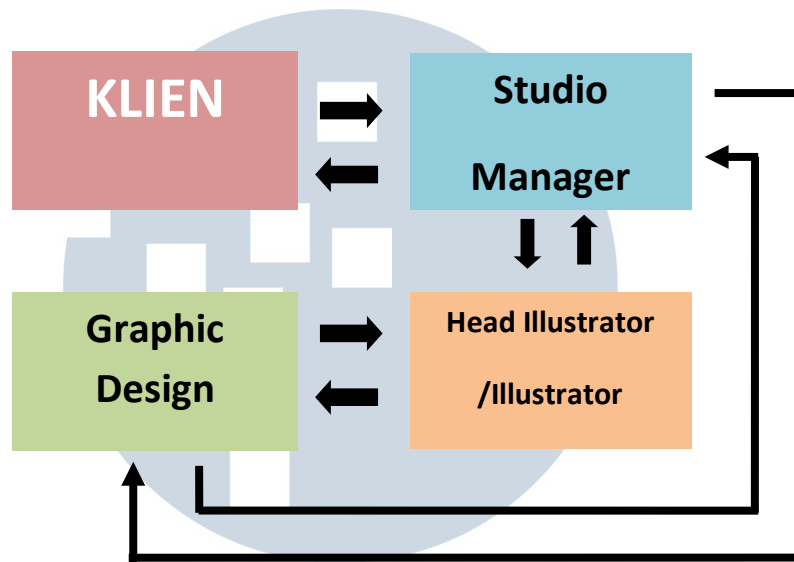 KLIEN
Studio
Manager
Graphic
Design
Head Illustrator
/Illustrator